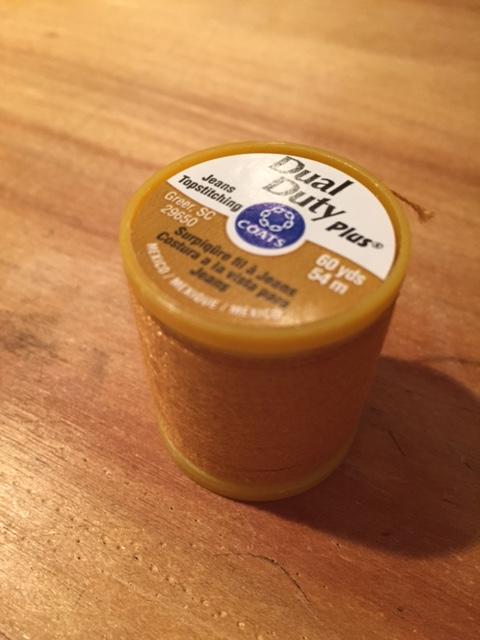 Dual
Duty Plus®
Jeans
Topstitching
COATS
Greer, SC
29650
60 yds
54 m
Surpiqûre fil à Jeans
Costura a la vista para
Jeans
MEXICO / MEXIQUE / MEXICO